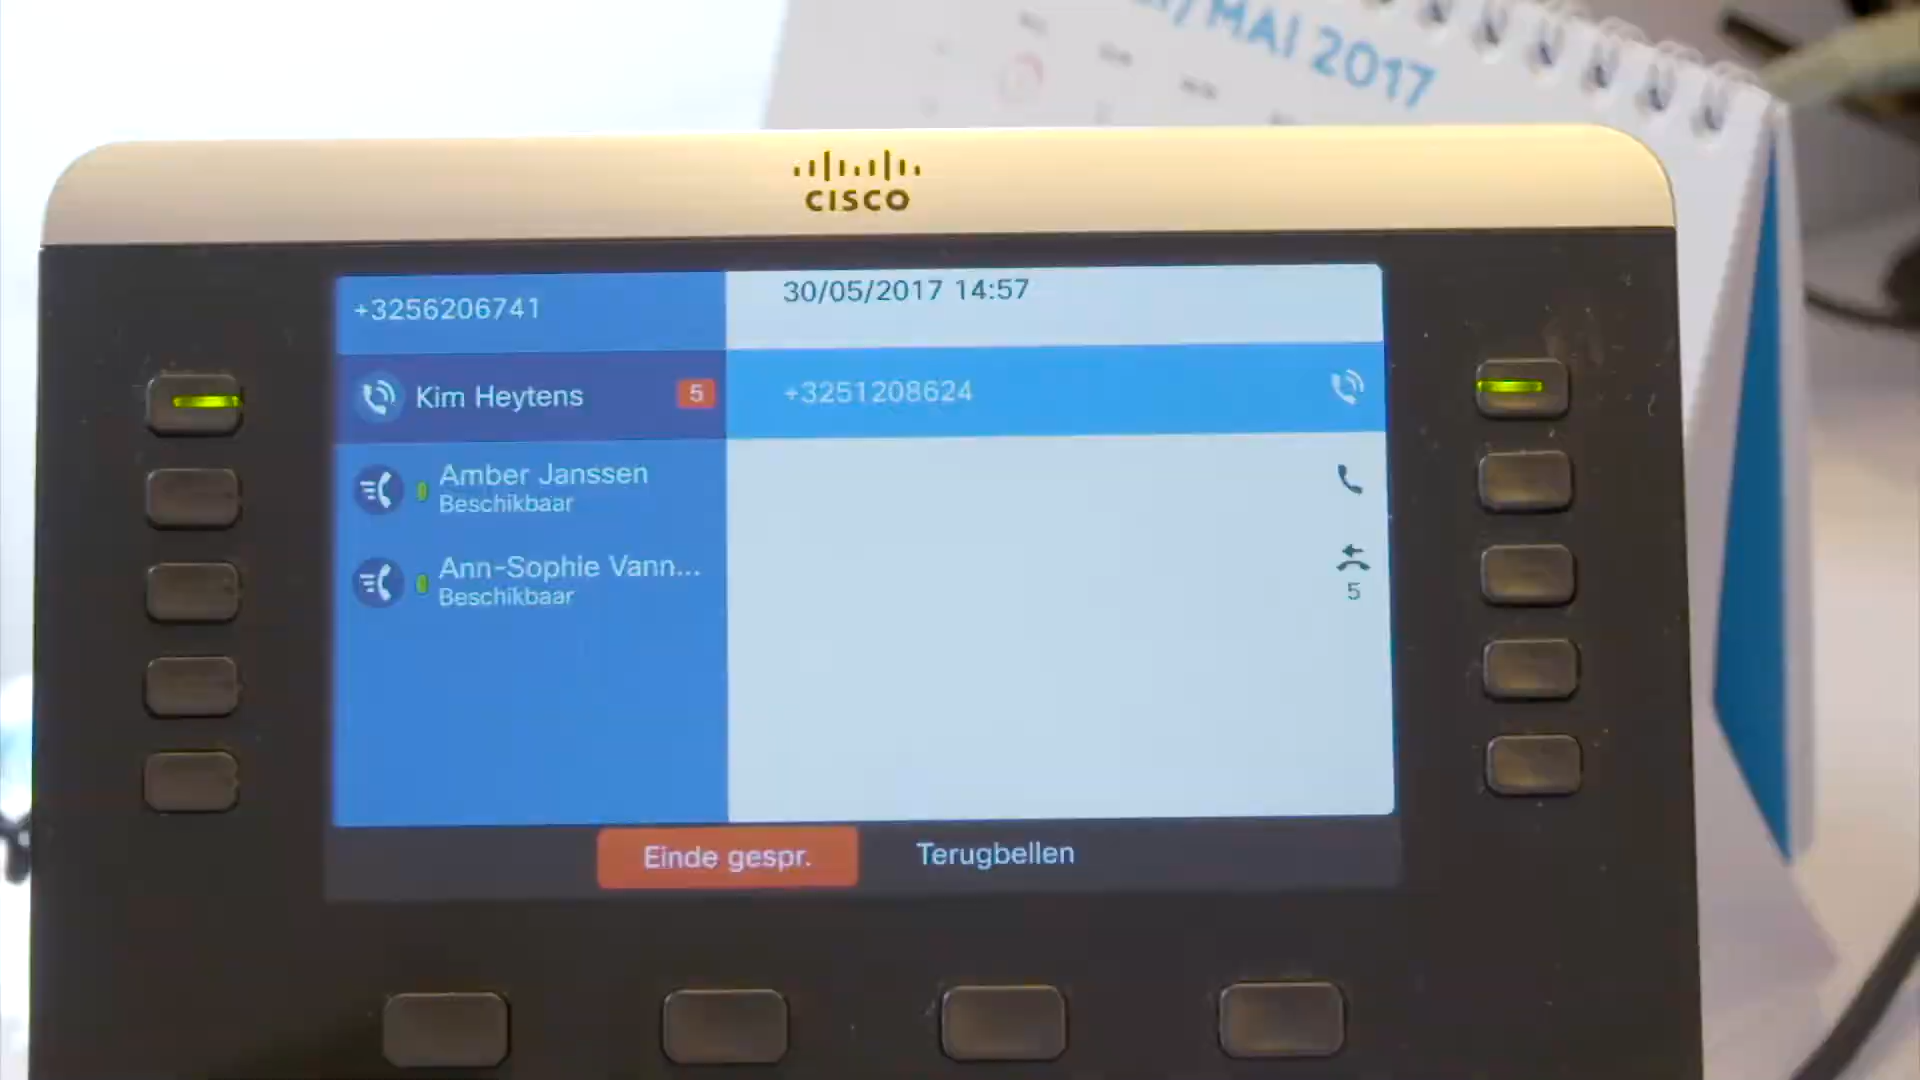 MAI 2017
CISCO
+3256206741
30/05/2017 14:57
Kim Heytens
5
+3251208624
Amber Janssen
Beschikbaar
Ann-Sophie Vann...
Beschikbaar
5
Einde gespr.
Terugbellen